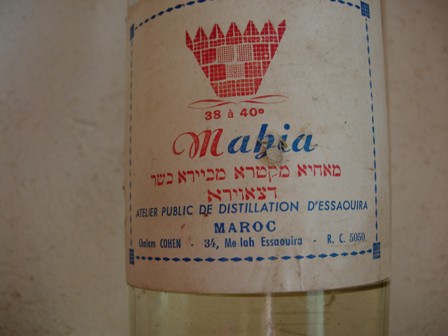 38 à 40°
Mahia
מאחיא מקטרא מביירא כשר
דצאוירא
ATELIER PUBLIC DE DISTILLATION D'ESSAOUIRA
MAROC
Chalom COHEN - 34, Mellah Essaouira - R. C. 5050